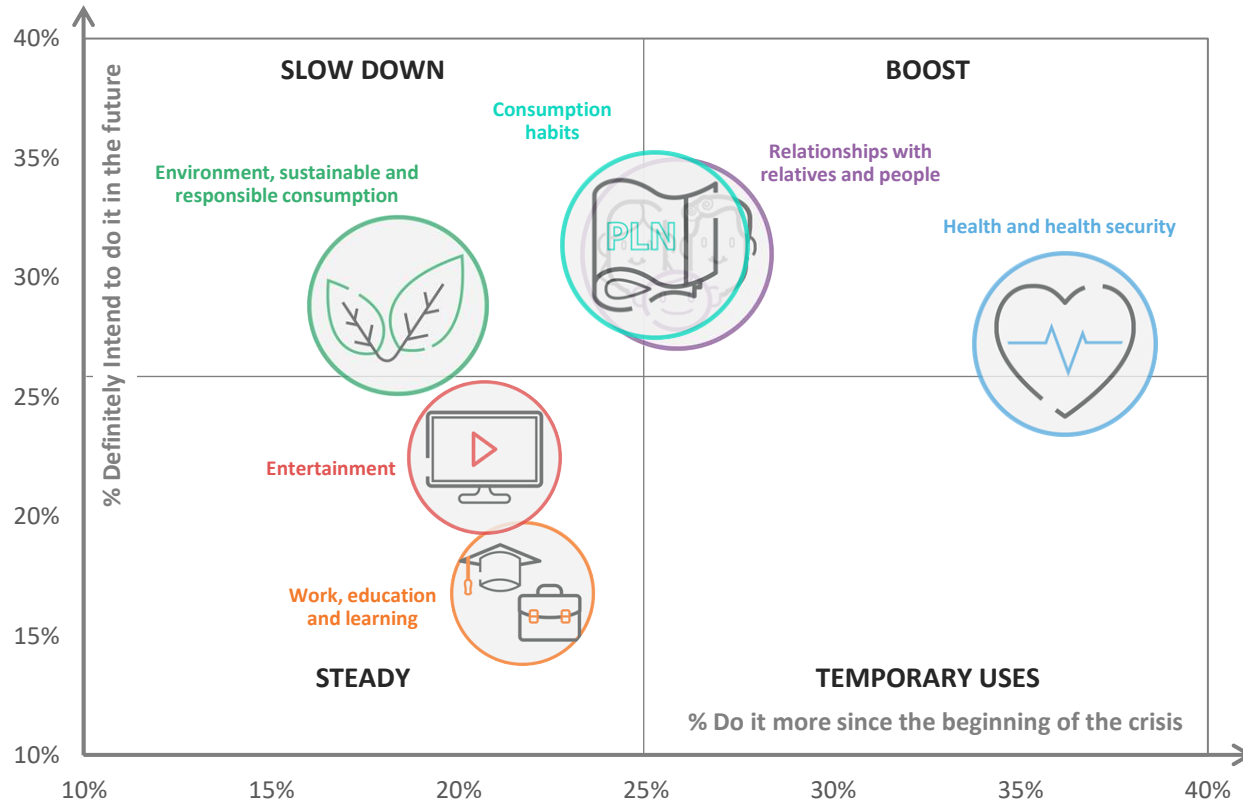 40%
SLOW DOWN
BOOST
% Definitely Intend to do it in the future
Consumption
habits
35%
Relationships with
relatives and people
Environment, sustainable and
responsible consumption
Health and health security
PLN
30%
25%
Entertainment
20%
Work, education
and learning
15%
STEADY
TEMPORARY USES
% Do it more since the beginning of the crisis
10%
10%
15%
20%
25%
30%
35%
40%